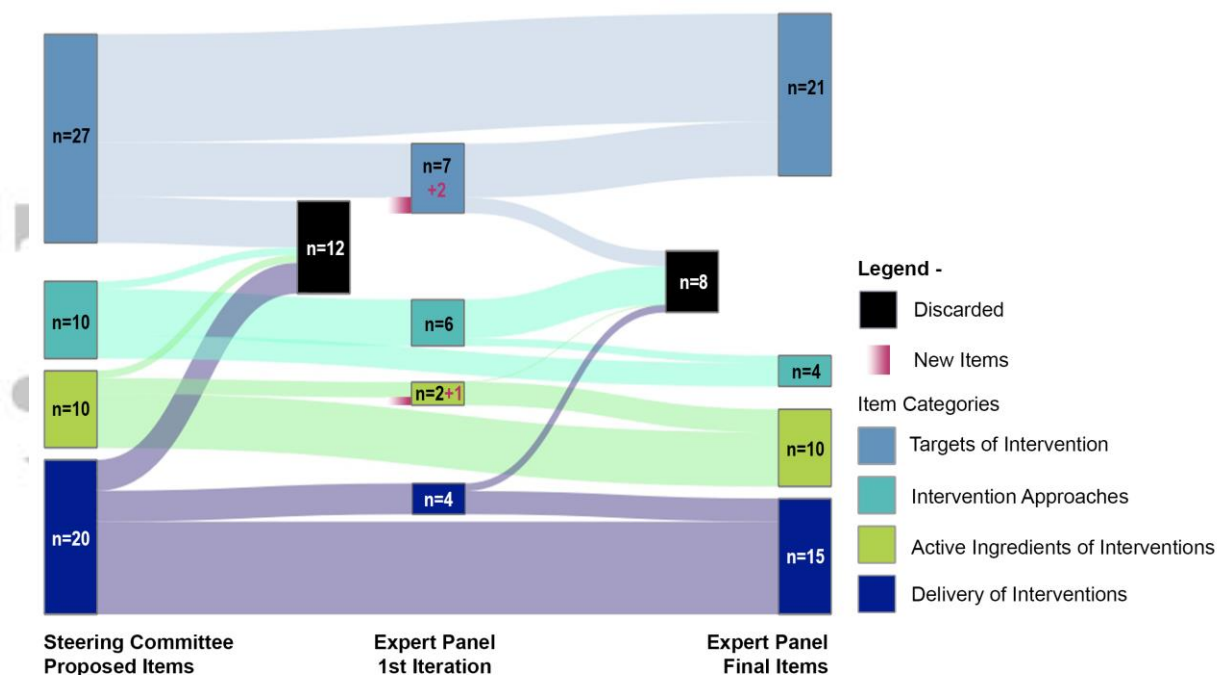 n=27
n=10
n=10
n=20
n=12
n=7
+2
n=6
n=2+1
n=4
n=8
n=21
n=4
n=10
n=15
Legend -
Discarded
New Items
Item Categories
Targets of Intervention
Intervention Approaches
Active Ingredients of Interventions
Delivery of Interventions
Steering Committee
Proposed Items
Expert Panel
1st Iteration
Expert Panel
Final Items